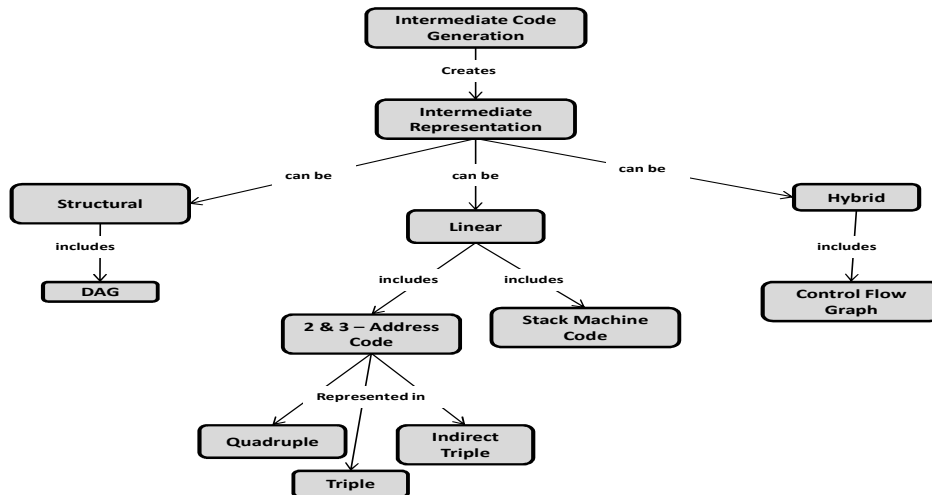 Intermediate Code
Generation
Creates
Intermediate
Representation
can be
can be
can be
Structural
Linear
Hybrid
includes
includes
includes
includes
DAG
2 & 3 – Address
Code
Stack Machine
Code
Control Flow
Graph
Represented in
Quadruple
Indirect
Triple
Triple